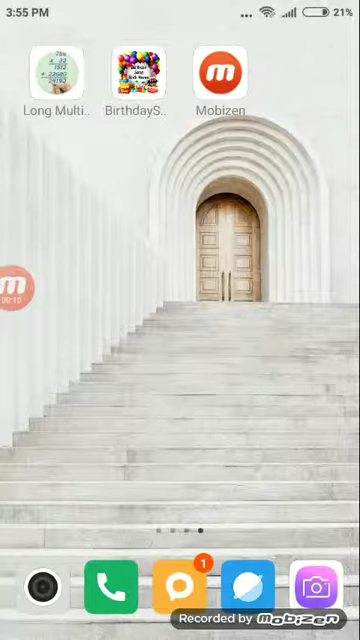 3:55 PM
21%
Long Multi..
BirthdayS..
Mobizen
00:10
1
Recorded by mobizen